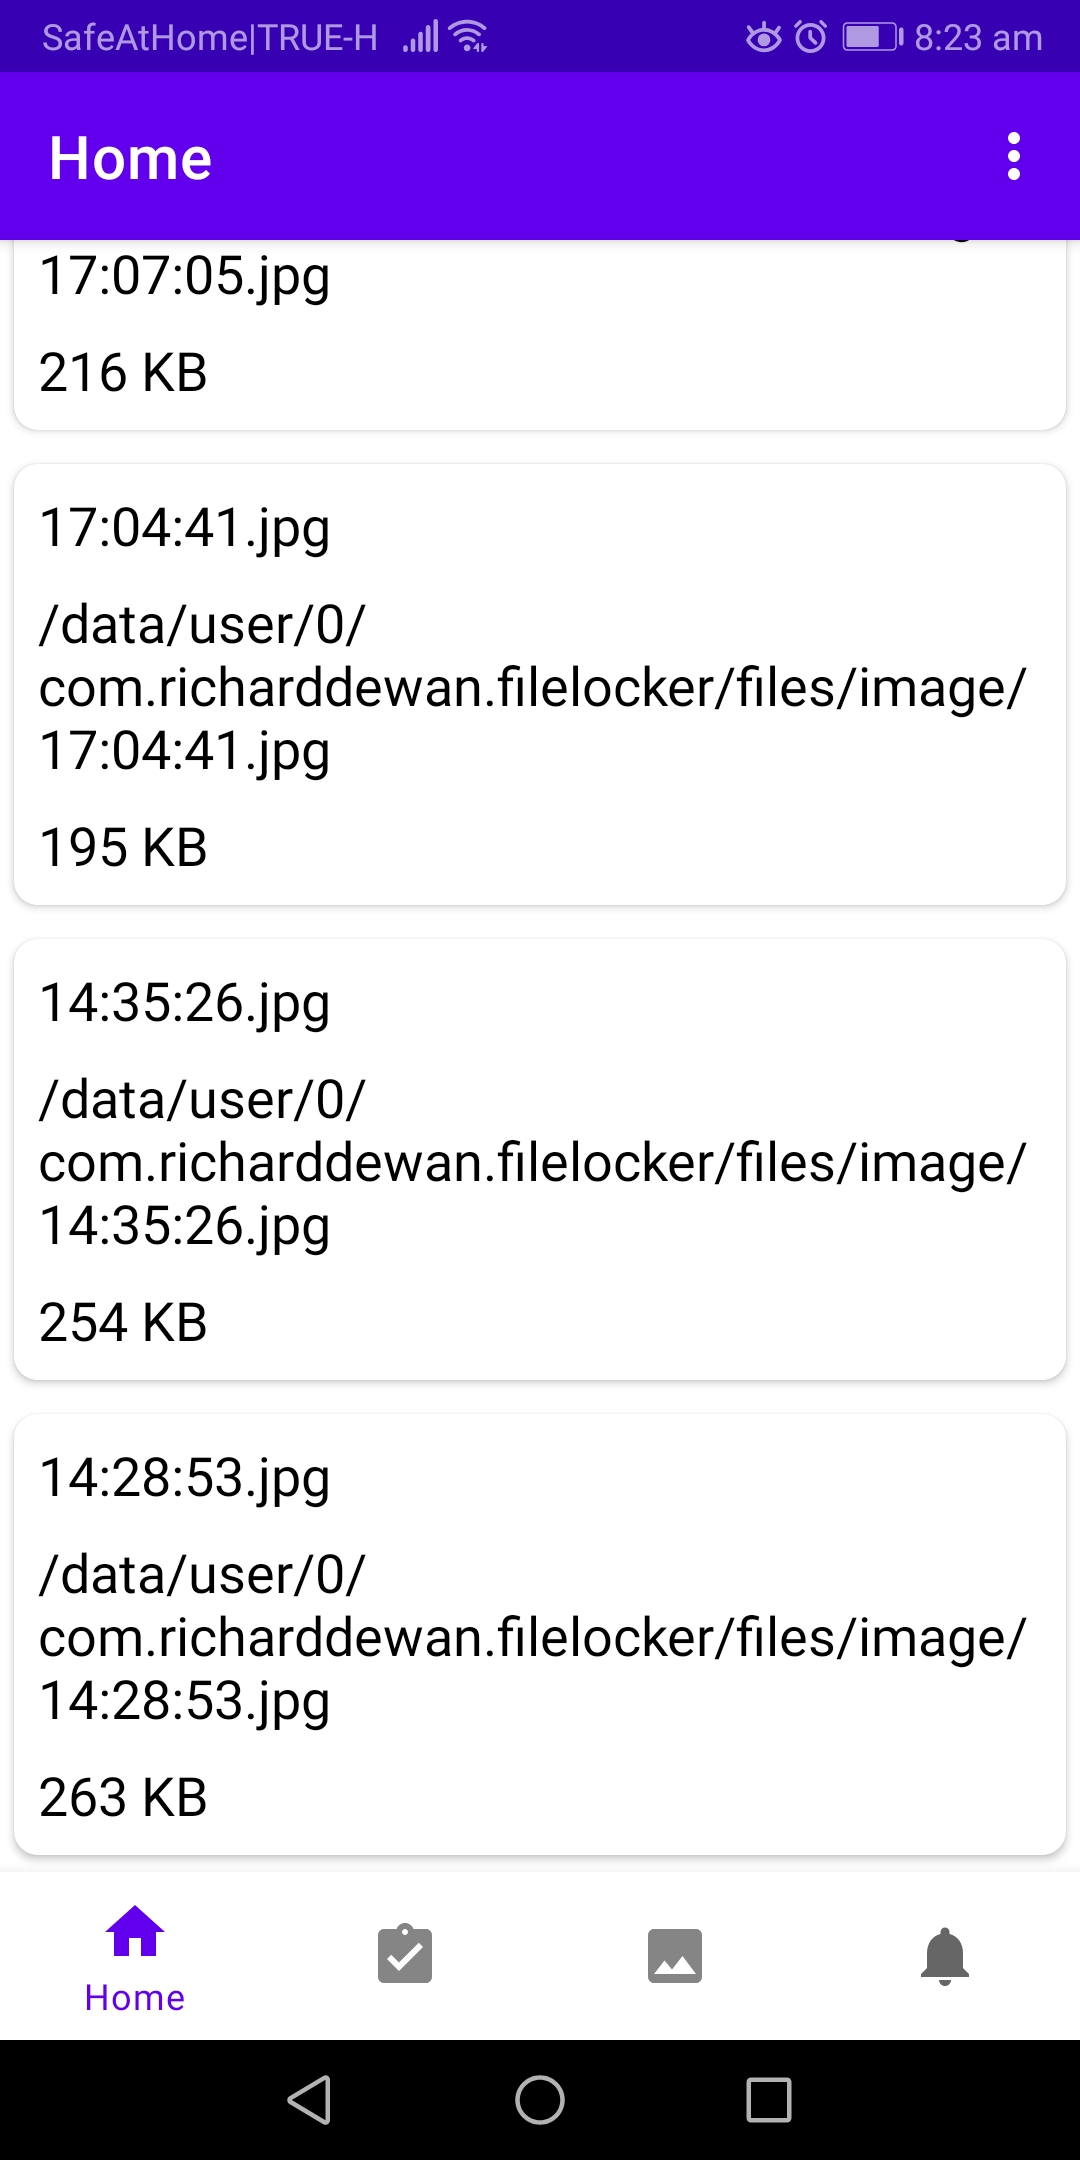 SafeAtHome|TRUE-H 8:23 am
Home
17:07:05.jpg
216 KB
17:04:41.jpg
/data/user/0/
com.richarddewan.filelocker/files/image/
17:04:41.jpg
195 KB
14:35:26.jpg
/data/user/0/
com.richarddewan.filelocker/files/image/
14:35:26.jpg
254 KB
14:28:53.jpg
/data/user/0/
com.richarddewan.filelocker/files/image/
14:28:53.jpg
263 KB
Home